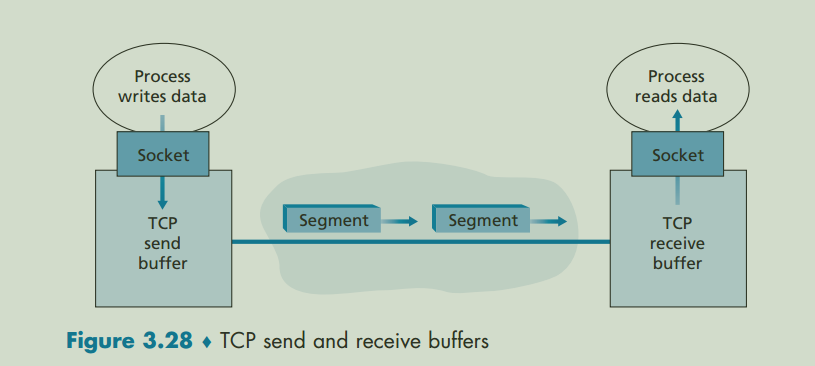 Process
writes data
Process
reads data
Socket
Socket
TCP
send
buffer
Segment
Segment
TCP
receive
buffer
Figure 3.28 ♦ TCP send and receive buffers